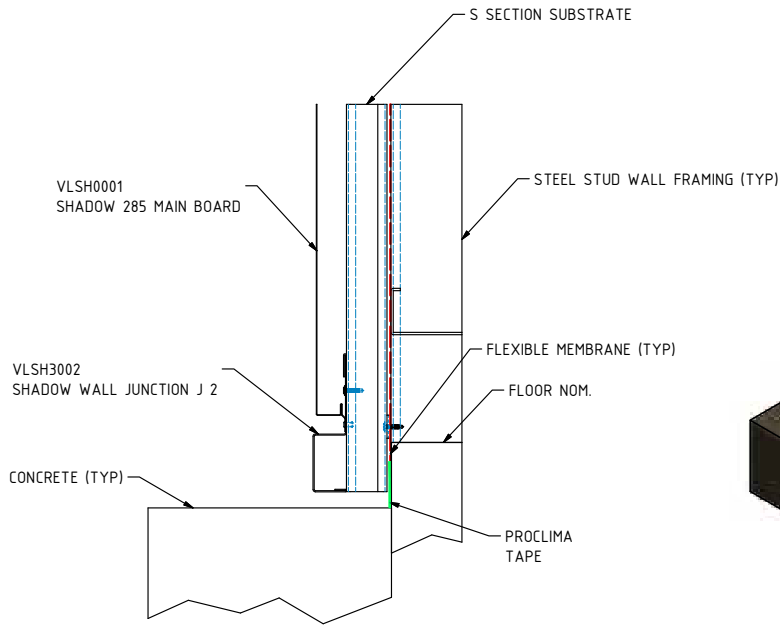 S SECTION SUBSTRATE
VLSH0001
SHADOW 285 MAIN BOARD
STEEL STUD WALL FRAMING (TYP)
VLSH3002
SHADOW WALL JUNCTION J 2
FLEXIBLE MEMBRANE (TYP)
FLOOR NOM.
CONCRETE (TYP)
PROCLIMA
TAPE